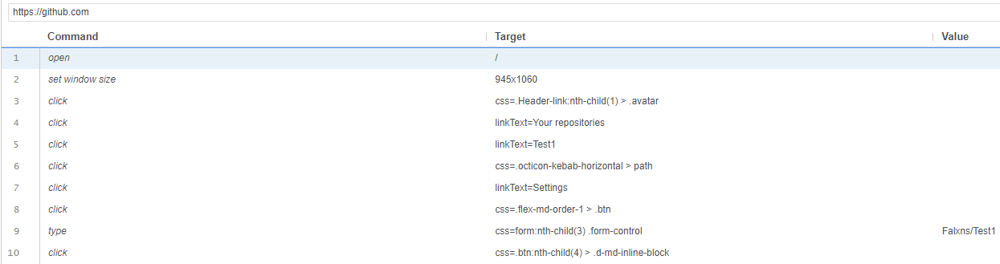 https://github.com
Command Target Value
1 open /
2 set window size 945x1060
3 click css=.Header-link:nth-child(1) > .avatar
4 click linkText=Your repositories
5 click linkText=Test1
6 click css=.octicon-kebab-horizontal > path
7 click linkText=Settings
8 click css=.flex-md-order-1 > .btn
9 type css=form:nth-child(3) .form-control Falxns/Test1
10 click css=.btn:nth-child(4) > .d-md-inline-block